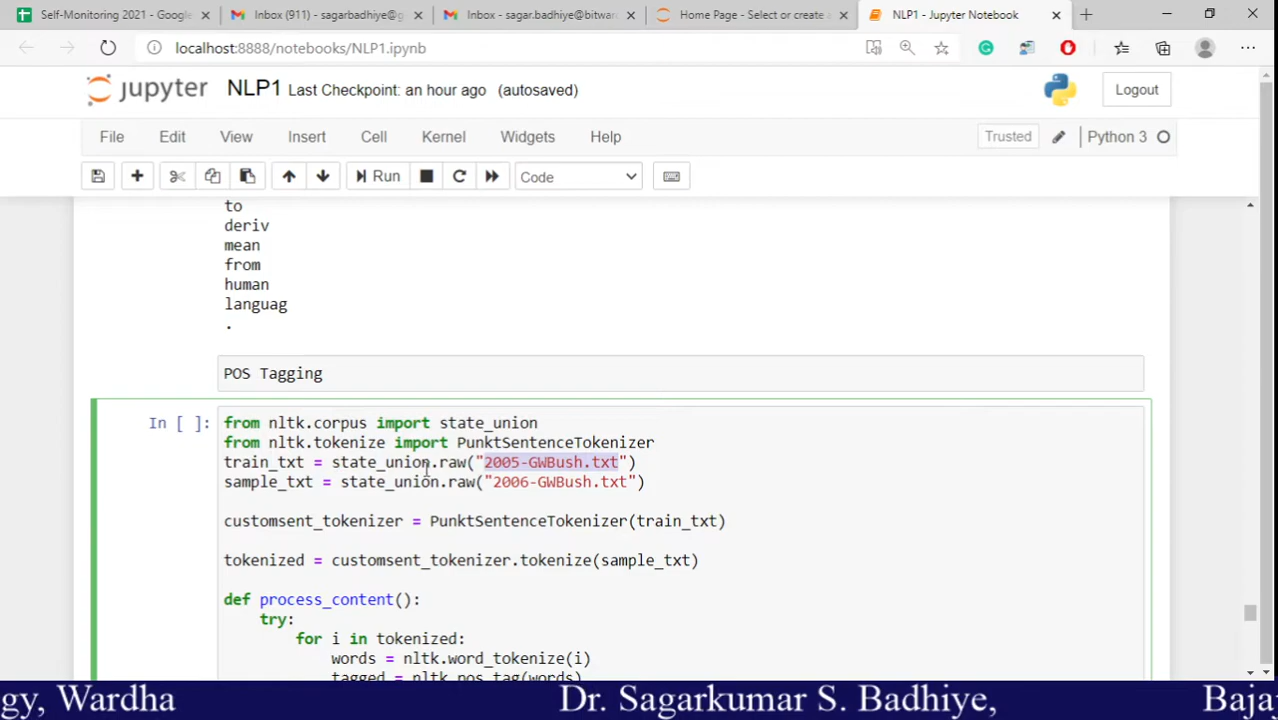 Self-Monitoring 2021 - Google
Inbox (911) - sagarbadhiye@g
Inbox - sagar.badhiye@bitwar
Home Page - Select or create a
NLP1 - Jupyter Notebook
localhost:8888/notebooks/NLP1.ipynb
jupyter NLP1 Last Checkpoint: an hour ago (autosaved)
Logout
File Edit View Insert Cell Kernel Widgets Help
Trusted
Python 3
Run
Code
to
deriv
mean
from
human
languag
.
POS Tagging
In [ ]:
from nltk.corpus import state_union
from nltk.tokenize import PunktSentenceTokenizer
train_txt = state_union.raw("2005-GWBush.txt")
sample_txt = state_union.raw("2006-GWBush.txt")
customsent_tokenizer = PunktSentenceTokenizer(train_txt)
tokenized = customsent_tokenizer.tokenize(sample_txt)
def process_content():
try:
for i in tokenized:
words = nltk.word_tokenize(i)
tagged = nltk.pos_tag(words)
gy, Wardha
Dr. Sagarkumar S. Badhiye,
Baja